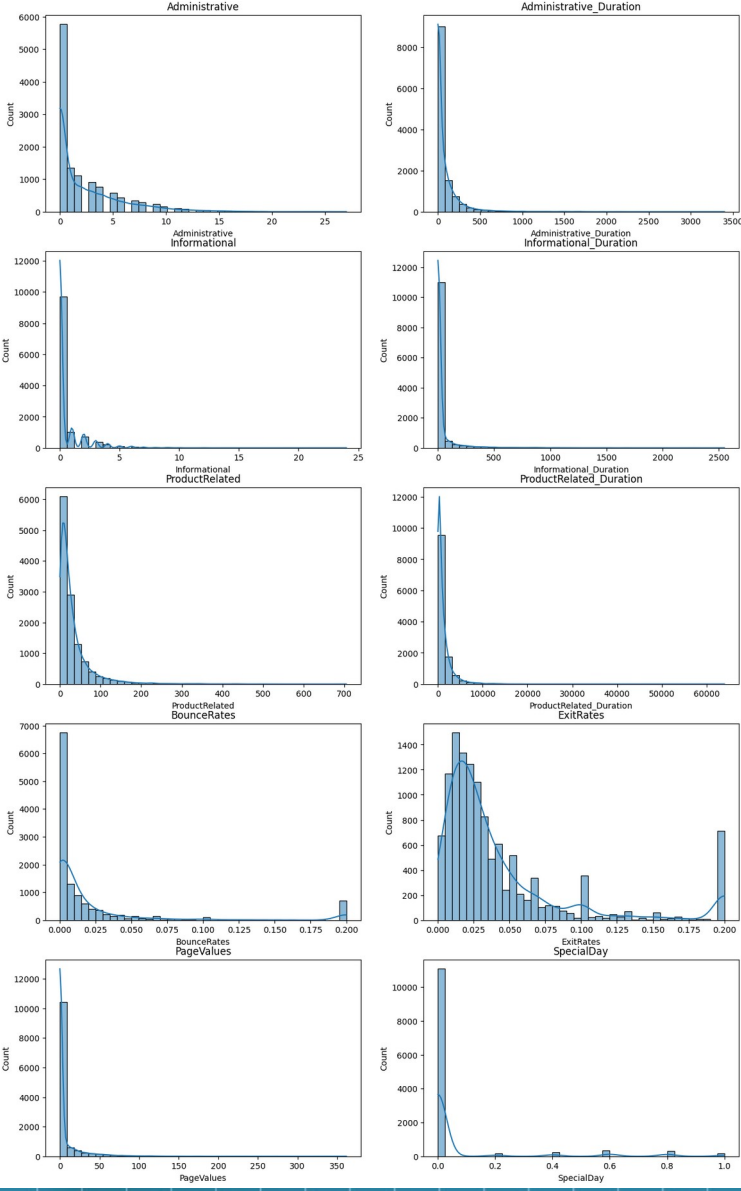 Administrative
6000
5000
4000
3000
2000
1000
0
Count
0 5 10 15 20 25
Administrative
Administrative_Duration
8000
6000
4000
2000
0
Count
0 500 1000 1500 2000 2500 3000 3500
Administrative_Duration
Informational
12000
10000
8000
6000
4000
2000
0
Count
0 5 10 15 20 25
Informational
Informational_Duration
12000
10000
8000
6000
4000
2000
0
Count
0 500 1000 1500 2000 2500
Informational_Duration
ProductRelated
6000
5000
4000
3000
2000
1000
0
Count
0 100 200 300 400 500 600 700
ProductRelated
ProductRelated_Duration
12000
10000
8000
6000
4000
2000
0
Count
0 10000 20000 30000 40000 50000 60000
ProductRelated_Duration
BounceRates
7000
6000
5000
4000
3000
2000
1000
0
Count
0.000 0.025 0.050 0.075 0.100 0.125 0.150 0.175 0.200
BounceRates
ExitRates
1400
1200
1000
800
600
400
200
0
Count
0.000 0.025 0.050 0.075 0.100 0.125 0.150 0.175 0.200
ExitRates
PageValues
12000
10000
8000
6000
4000
2000
0
Count
0 50 100 150 200 250 300 350
PageValues
SpecialDay
10000
8000
6000
4000
2000
0
Count
0.0 0.2 0.4 0.6 0.8 1.0
SpecialDay